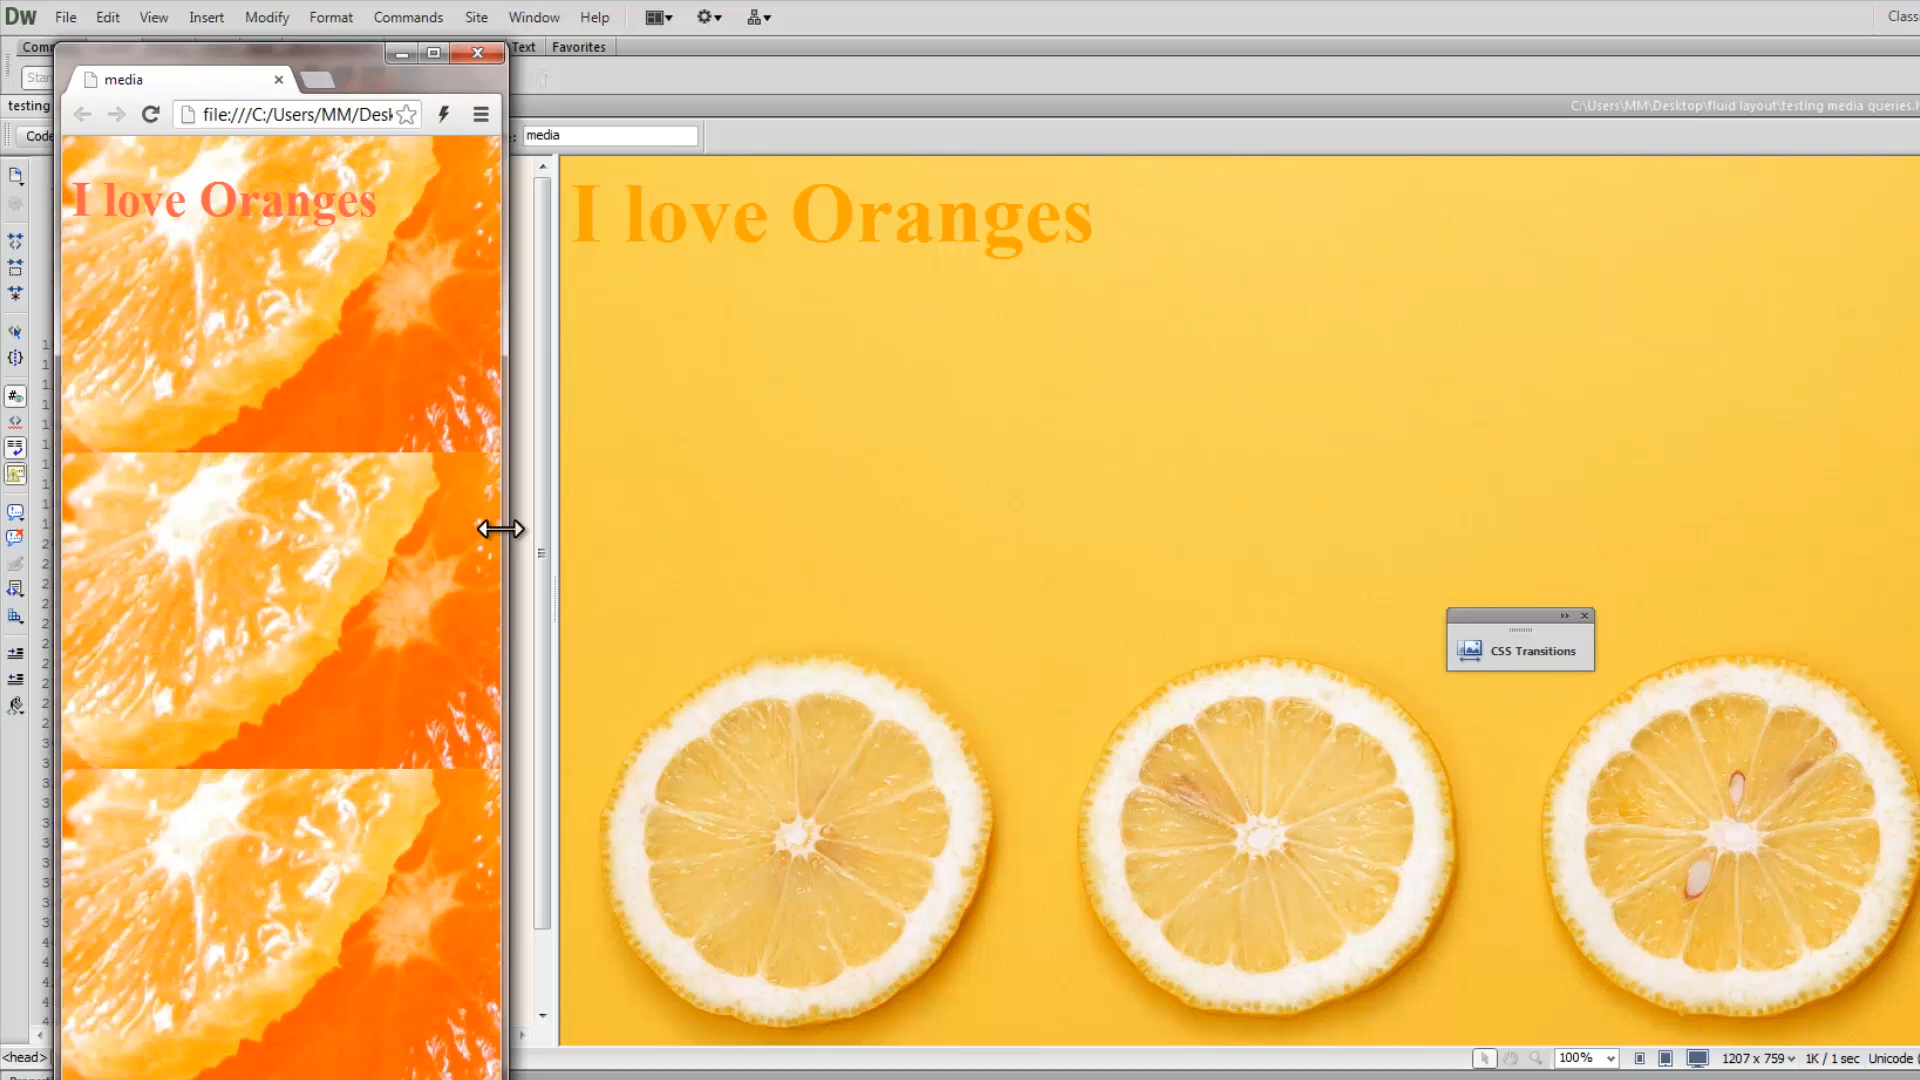 Dw File Edit View Insert Modify Format Commands Site Window Help
Text Favorites
media
file:///C:/Users/MM/Desk
testing
C:\Users\MM\Desktop\fluid layout\testing media queries.
Code
media
I love Oranges
I love Oranges
CSS Transitions
<head>
100%
1207 x 759
1K / 1 sec
Unicode